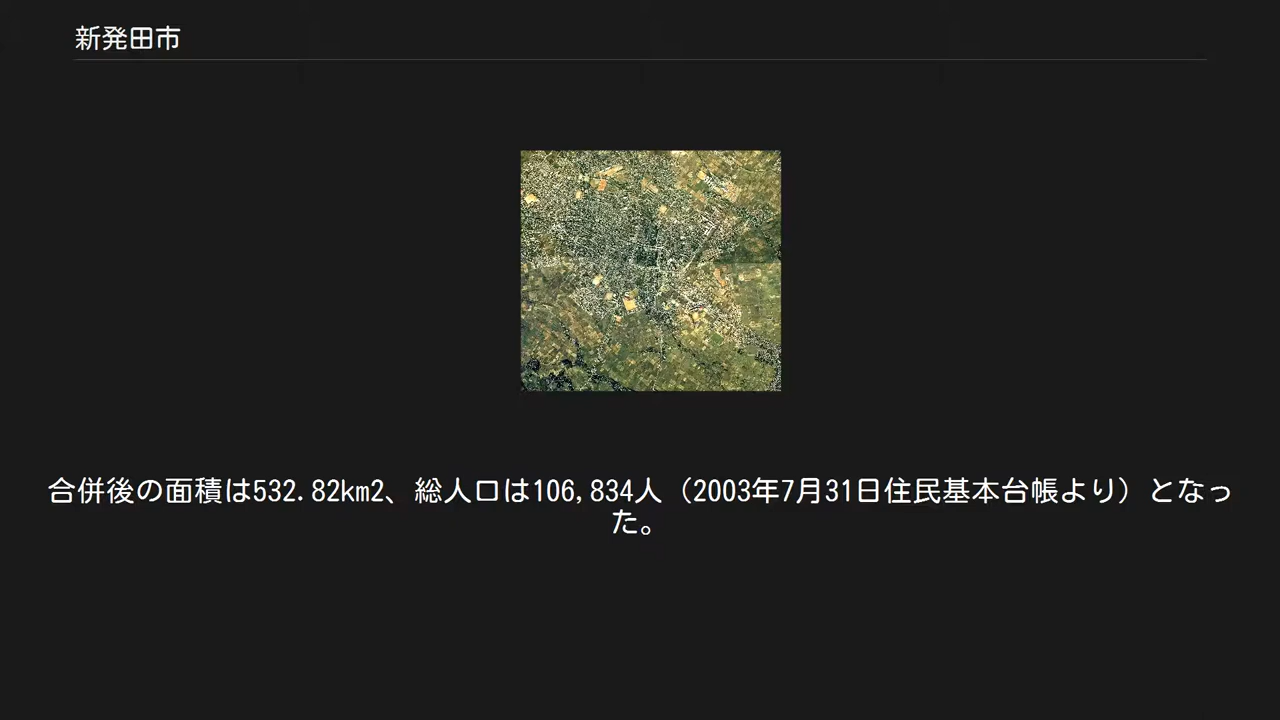 新発田市
合併後の面積は532.82km2、総人口は106,834人（2003年7月31日住民基本台帳より）となっ
た。